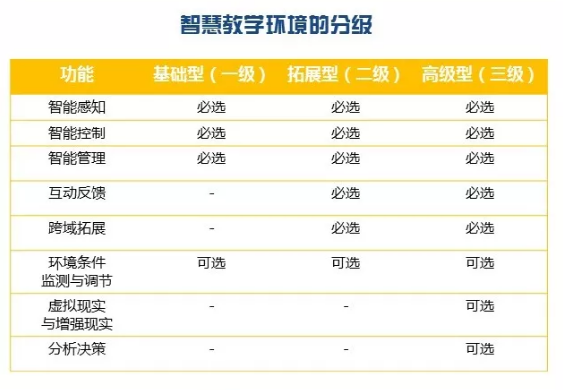 智慧教学环境的分级
功能 基础型（一级） 拓展型（二级） 高级型（三级）
智能感知 必选 必选 必选
智能控制 必选 必选 必选
智能管理 必选 必选 必选
互动反馈 - 必选 必选
跨域拓展 - 必选 必选
环境条件 可选 可选 可选
监测与调节
虚拟现实 - - 可选
与增强现实
分析决策 - - 可选